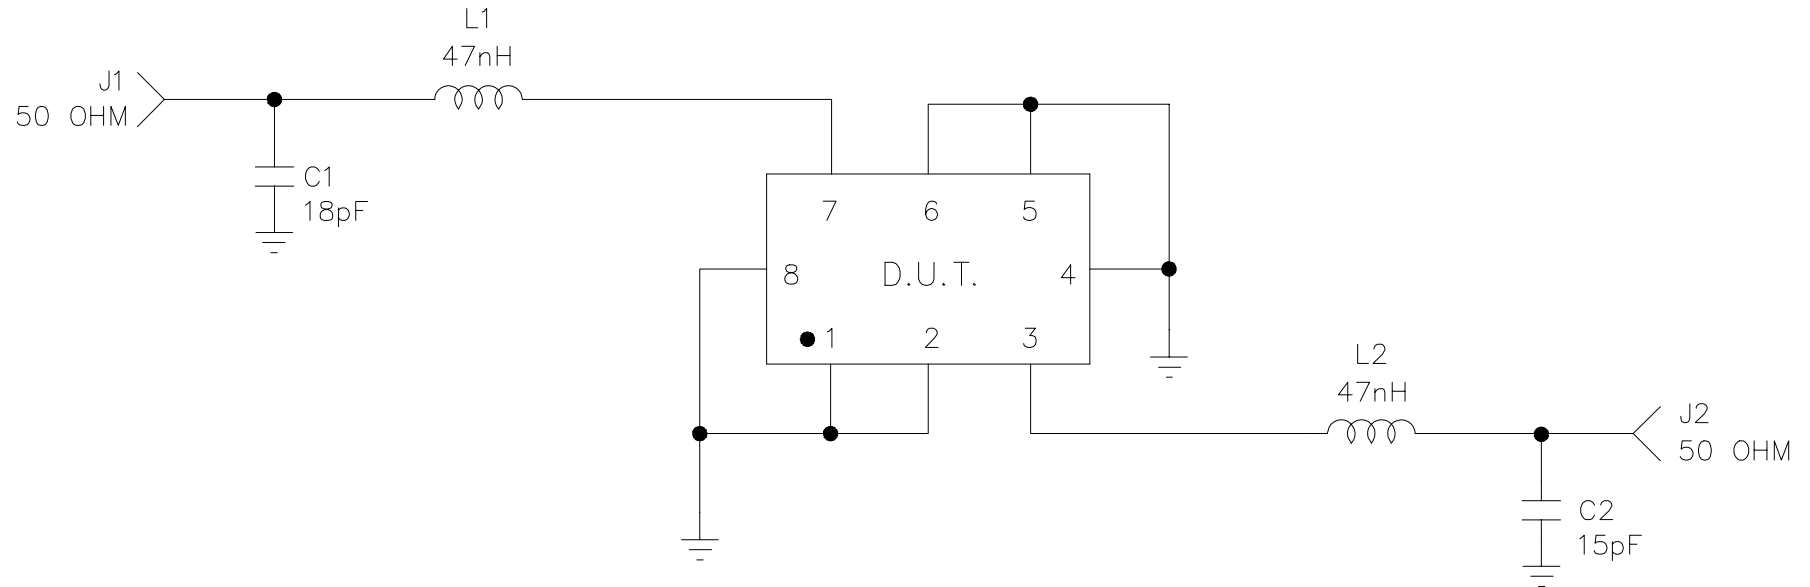 L1
47nH
J1
50 OHM
C1
18pF
7 6 5
8 D.U.T. 4
1 2 3
L2
47nH
J2
50 OHM
C2
15pF